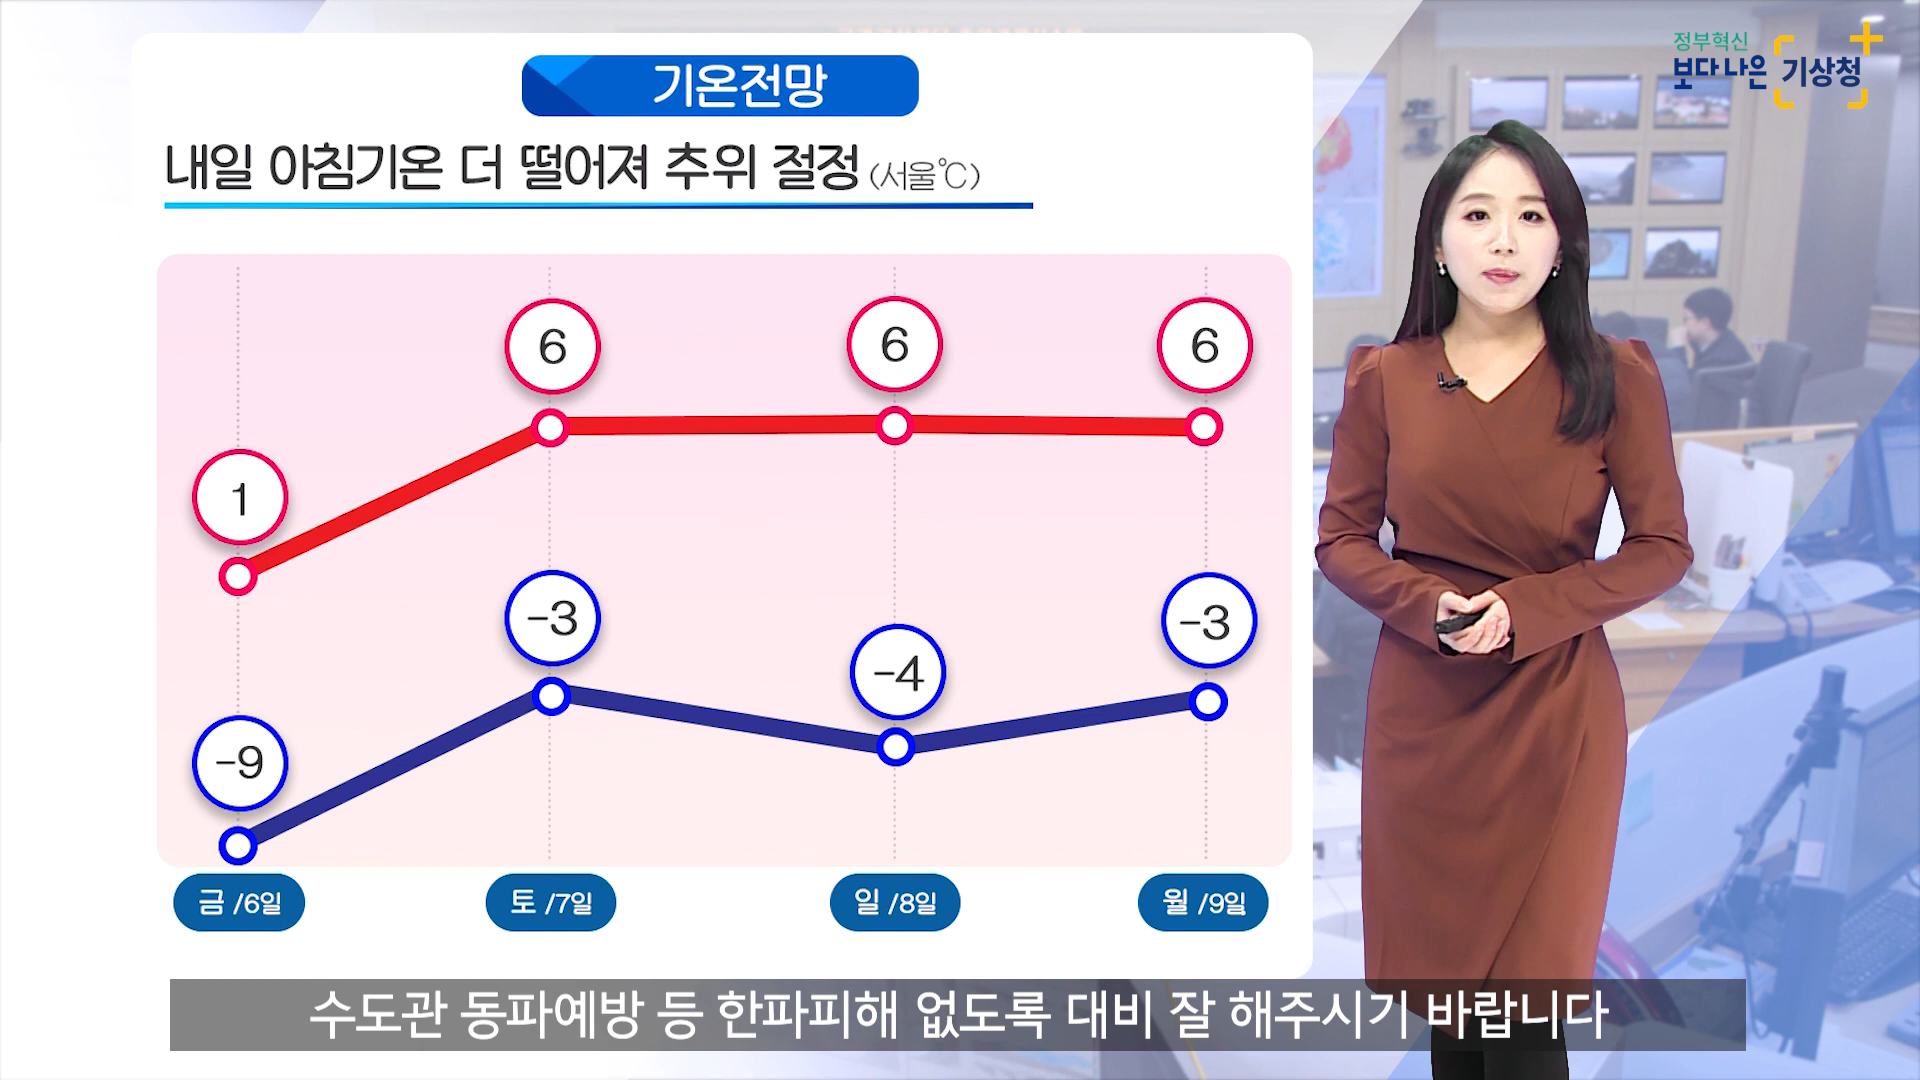 정부혁신
보다나은 기상청
기온전망
내일 아침기온 더 떨어져 추위 절정 (서울℃)
1 6 6 6
-9 -3 -4 -3
금 /6일 토 /7일 일 /8일 월 /9일
수도관 동파예방 등 한파피해 없도록 대비 잘 해주시기 바랍니다